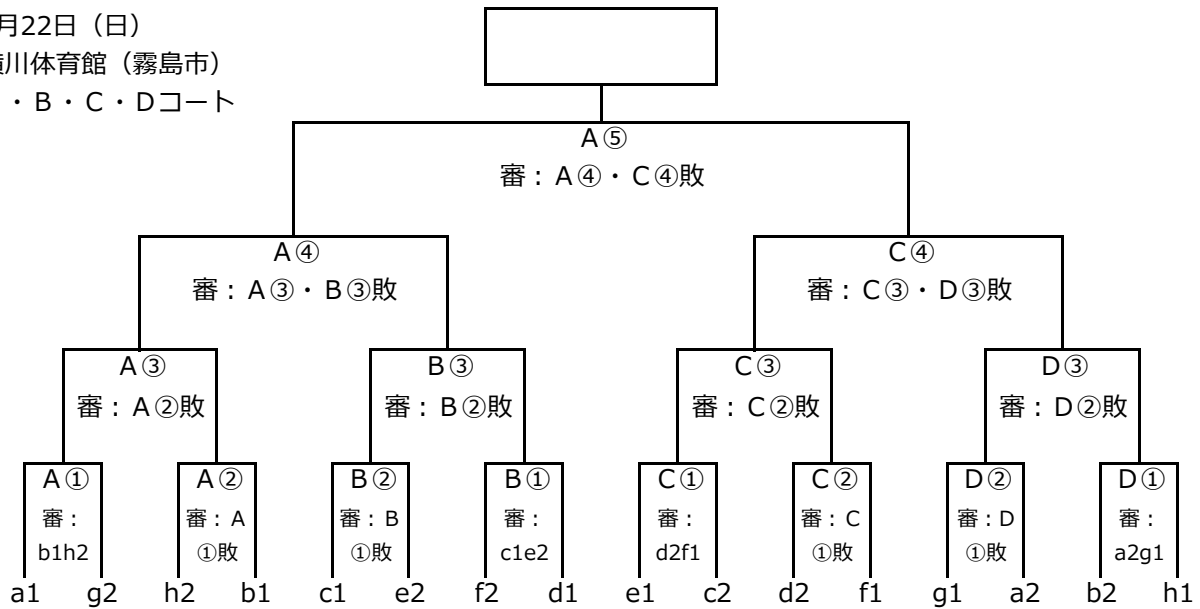 月22日（日）
川体育館（霧島市）
・Ｂ・Ｃ・Ｄコート
Ａ⑤
審：Ａ④・Ｃ④敗
Ａ④ Ｃ④
審：Ａ③・Ｂ③敗 審：Ｃ③・Ｄ③敗
Ａ③ Ｂ③ Ｃ③ Ｄ③
審：Ａ②敗 審：Ｂ②敗 審：Ｃ②敗 審：Ｄ②敗
Ａ① Ａ② Ｂ② Ｂ① Ｃ① Ｃ② Ｄ② Ｄ①
審： 審：Ａ 審：Ｂ 審： 審： 審：Ｃ 審：Ｄ 審：
b1h2 ①敗 ①敗 c1e2 d2f1 ①敗 ①敗 a2g1
a1 g2 h2 b1 c1 e2 f2 d1 e1 c2 d2 f1 g1 a2 b2 h1